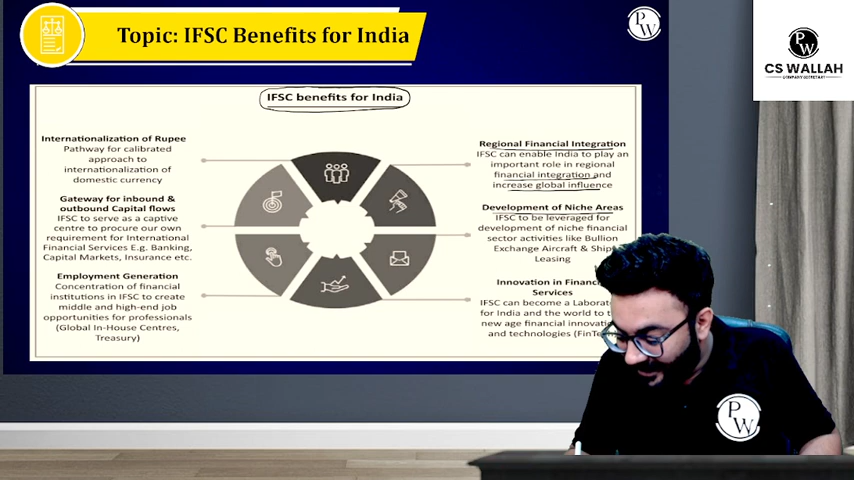 Topic: IFSC Benefits for India
IFSC benefits for India
Internationalization of Rupee
Pathway for calibrated
approach to
internationalization of
domestic currency
Gateway for inbound &
outbound Capital flows
IFSC to serve as a captive
centre to procure our own
requirement for International
Financial Services E.g. Banking,
Capital Markets, Insurance etc.
Employment Generation
Concentration of financial
institutions in IFSC to create
middle and high-end job
opportunities for professionals
(Global In-House Centres,
Treasury)
Regional Financial Integration
IFSC can enable India to play an
important role in regional
financial integration and
increase global influence
Development of Niche Areas
IFSC to be leveraged for
development of niche financial
sector activities like Bullion
Exchange Aircraft & Ship
Leasing
Innovation in
Services
IFSC can become a
for India and the world to
new age financial
and technologies
P
W
P
W
CS WALLAH
COMPANY SECRETARY
P
W